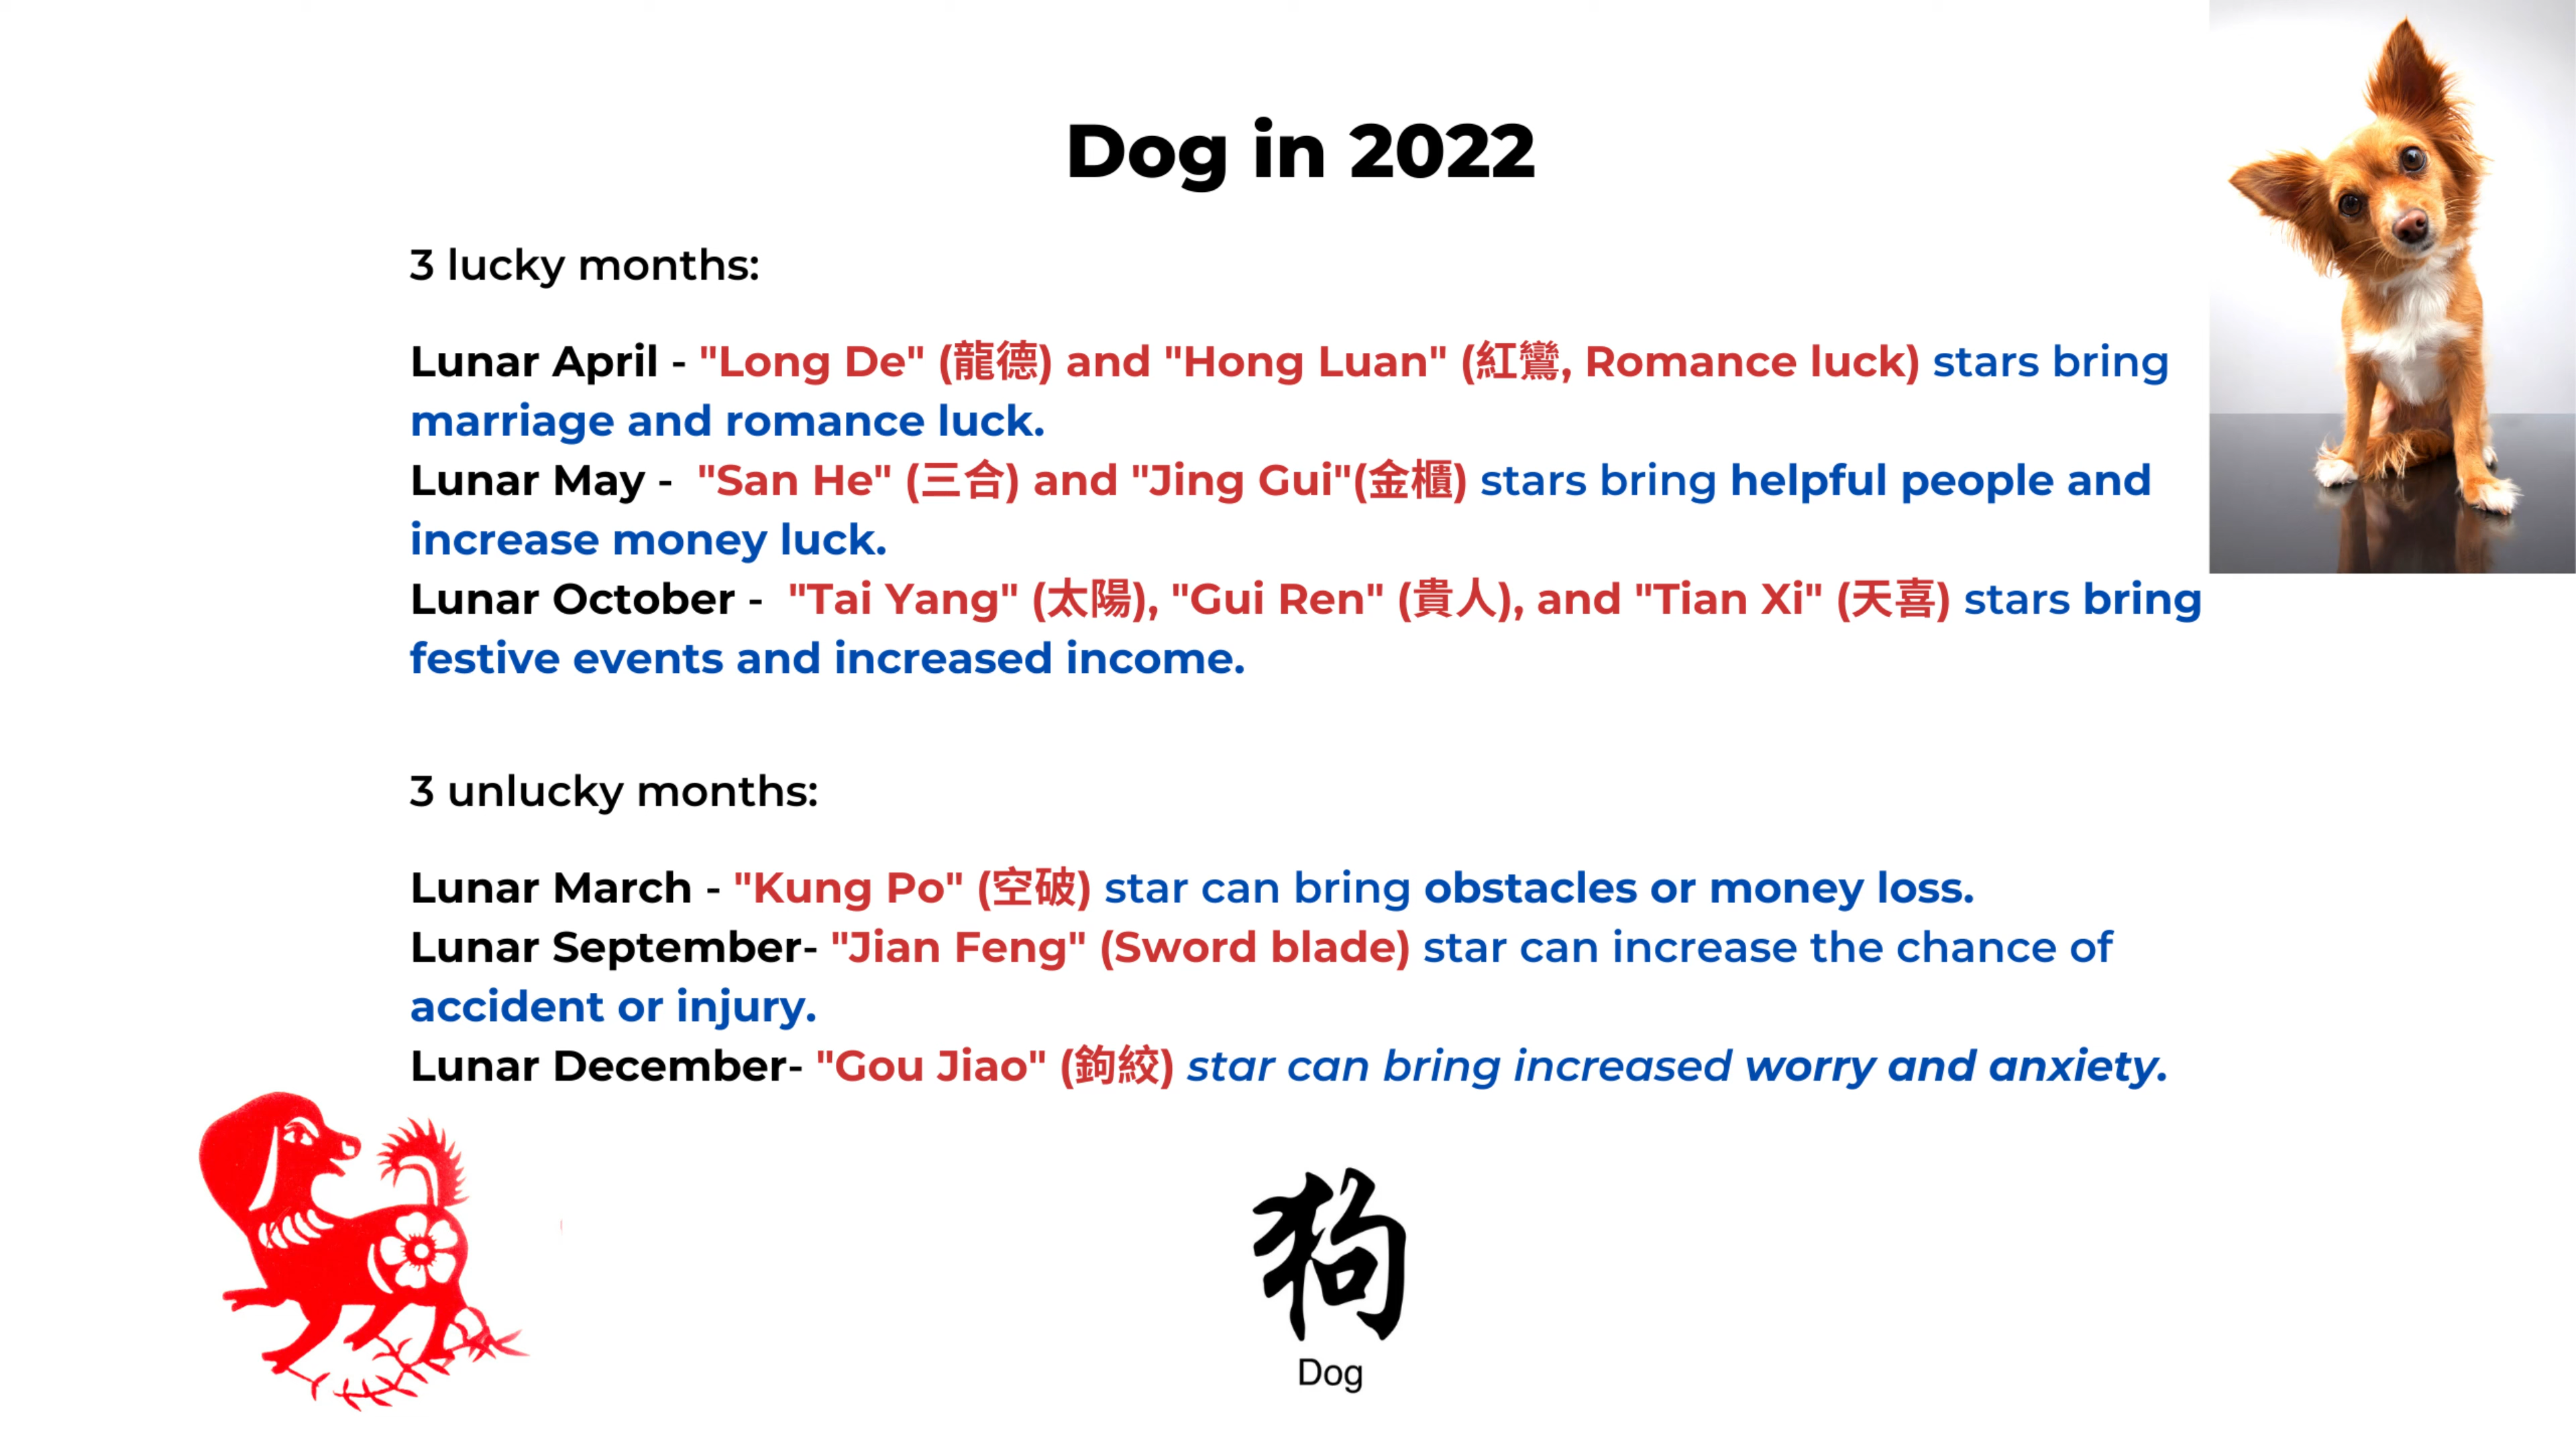 Dog in 2022
3 lucky months:
Lunar April - "Long De" (龍德) and "Hong Luan" (紅鸞, Romance luck) stars bring
marriage and romance luck.
Lunar May -  "San He" (三合) and "Jing Gui"(金櫃) stars bring helpful people and
increase money luck.
Lunar October -  "Tai Yang" (太陽), "Gui Ren" (貴人), and "Tian Xi" (天喜) stars bring
festive events and increased income.
3 unlucky months:
Lunar March - "Kung Po" (空破) star can bring obstacles or money loss.
Lunar September- "Jian Feng" (Sword blade) star can increase the chance of
accident or injury.
Lunar December- "Gou Jiao" (鉤絞) star can bring increased worry and anxiety.
狗
Dog